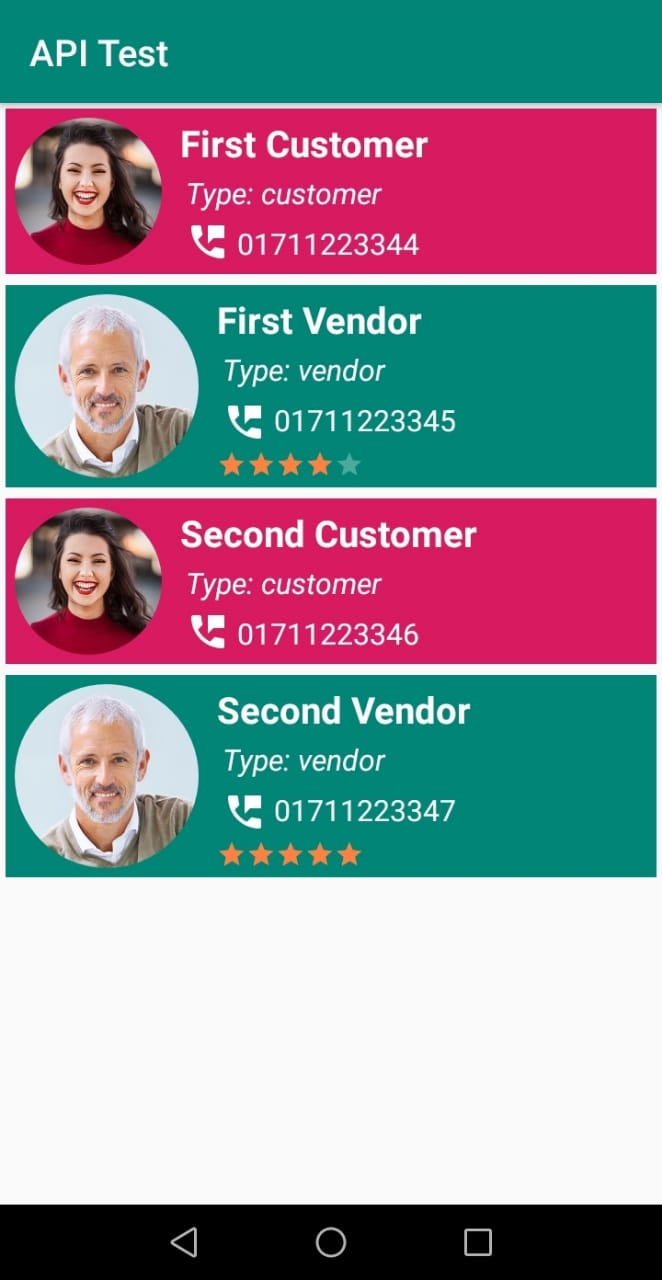 API Test
First Customer
Type: customer
01711223344
First Vendor
Type: vendor
01711223345
Second Customer
Type: customer
01711223346
Second Vendor
Type: vendor
01711223347